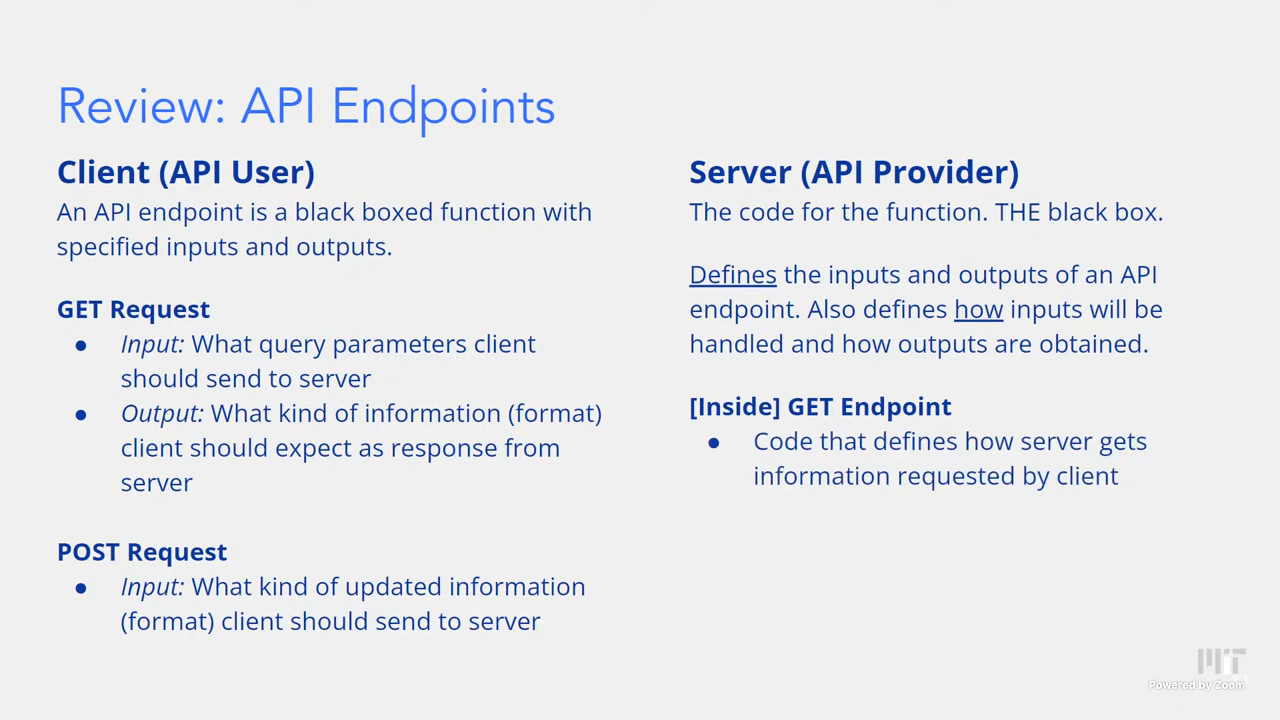 Review: API Endpoints
Client (API User)
An API endpoint is a black boxed function with
specified inputs and outputs.
GET Request
● Input: What query parameters client
should send to server
● Output: What kind of information (format)
client should expect as response from
server
POST Request
● Input: What kind of updated information
(format) client should send to server
Server (API Provider)
The code for the function. THE black box.
Defines the inputs and outputs of an API
endpoint. Also defines how inputs will be
handled and how outputs are obtained.
[Inside] GET Endpoint
● Code that defines how server gets
information requested by client
MIT
Powered by Zoom